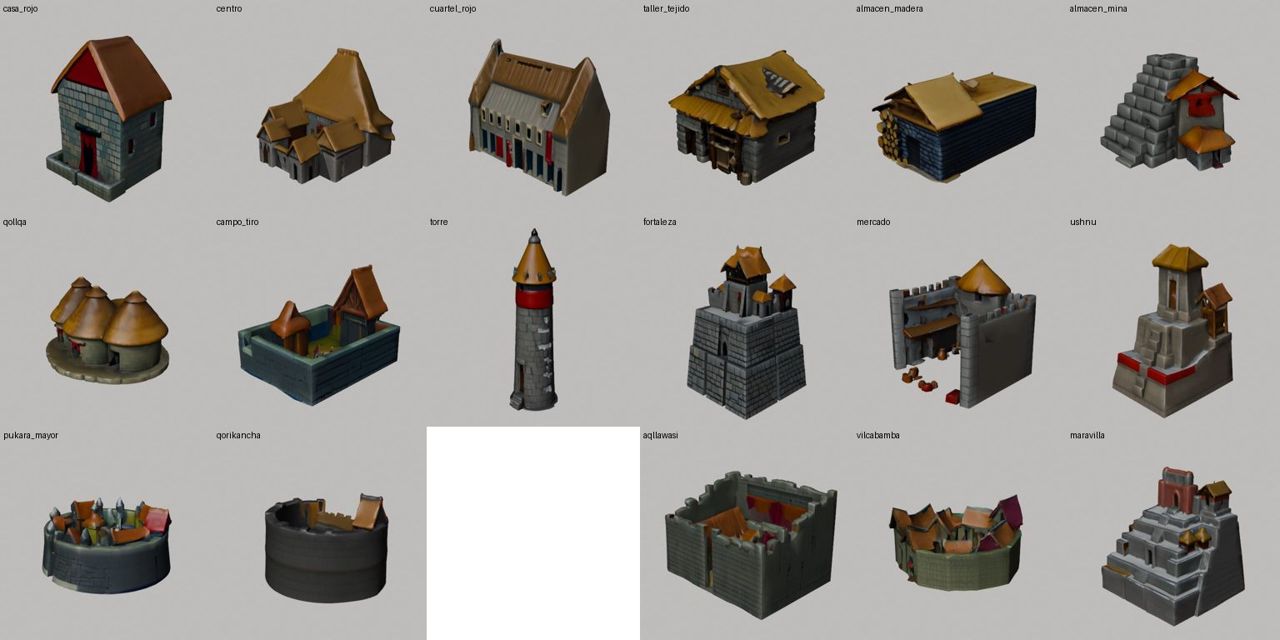 casa_rojo
centro
cuartel_rojo
taller_tejido
almacen_madera
almacen_mina
qollqa
campo_tiro
torre
fortaleza
mercado
ushnu
pukara_mayor
qorikancha
aqllawasi
vilcabamba
maravilla